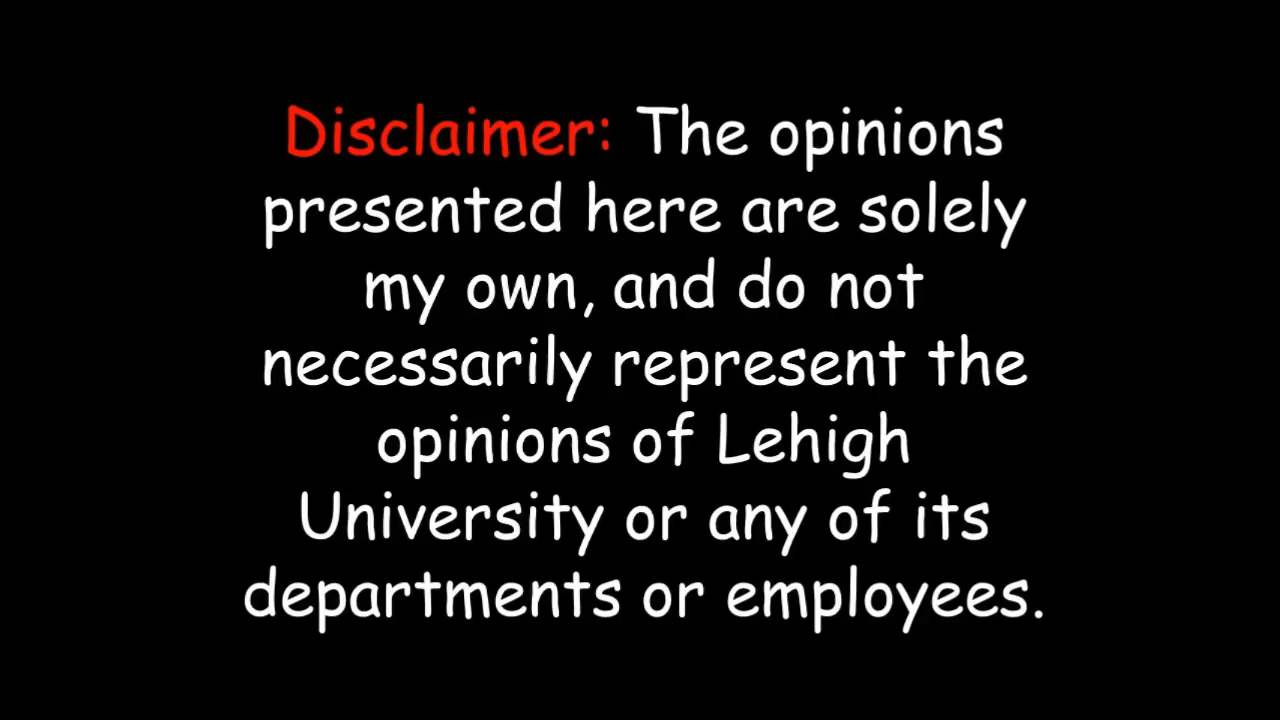 Disclaimer: The opinions
presented here are solely
my own, and do not
necessarily represent the
opinions of Lehigh
University or any of its
departments or employees.